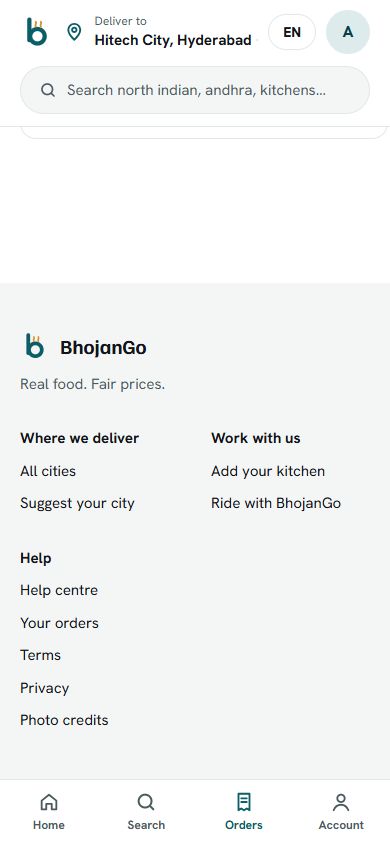 Deliver to
Hitech City, Hyderabad
EN
A
Search north indian, andhra, kitchens...
BhojanGo
Real food. Fair prices.
Where we deliver
All cities
Suggest your city
Work with us
Add your kitchen
Ride with BhojanGo
Help
Help centre
Your orders
Terms
Privacy
Photo credits
Home
Search
Orders
Account